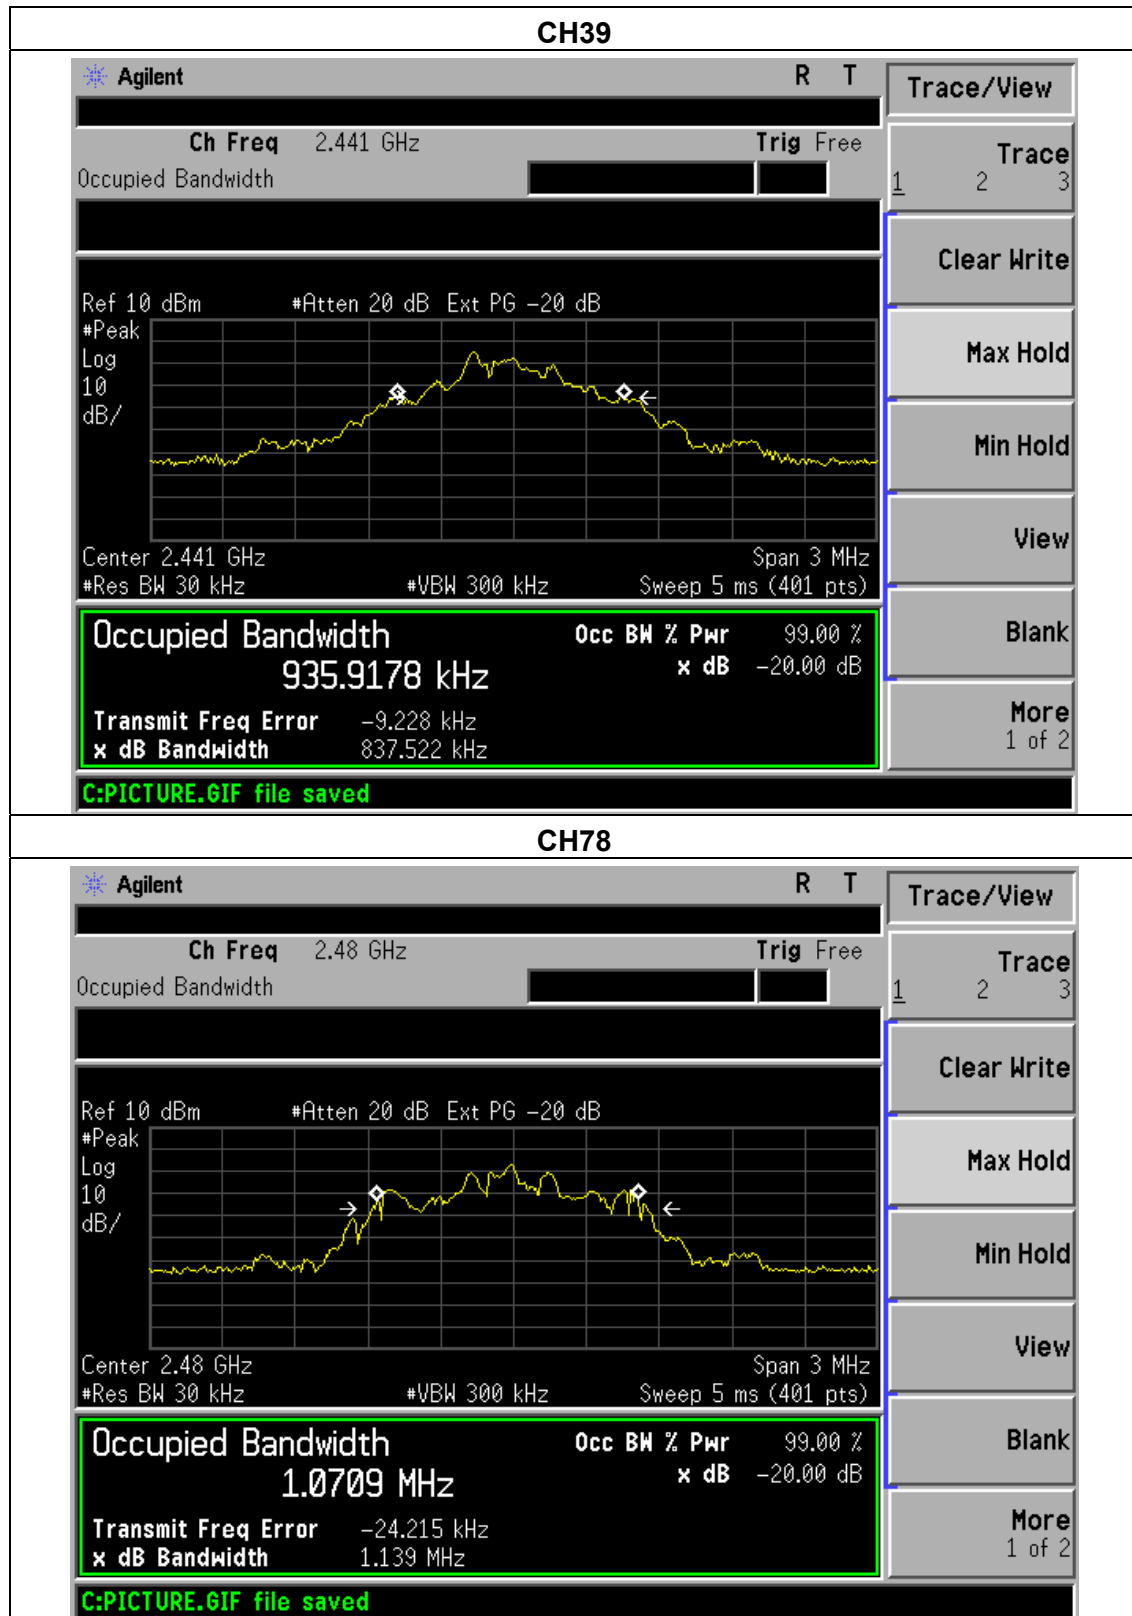 CH39
Agilent R T Trace/View
Ch Freq 2.441 GHz Trig Free
Occupied Bandwidth
Trace
1 2 3
Clear Write
Max Hold
Min Hold
View
Blank
More
1 of 2
Ref 10 dBm #Atten 20 dB Ext PG -20 dB
#Peak
Log
10
dB/
Center 2.441 GHz Span 3 MHz
#Res BW 30 kHz #VBW 300 kHz Sweep 5 ms (401 pts)
Occupied Bandwidth Occ BW % Pwr 99.00 %
935.9178 kHz x dB -20.00 dB
Transmit Freq Error -9.228 kHz
x dB Bandwidth 837.522 kHz
C:PICTURE.GIF file saved
CH78
Agilent R T Trace/View
Ch Freq 2.48 GHz Trig Free
Occupied Bandwidth
Trace
1 2 3
Clear Write
Max Hold
Min Hold
View
Blank
More
1 of 2
Ref 10 dBm #Atten 20 dB Ext PG -20 dB
#Peak
Log
10
dB/
Center 2.48 GHz Span 3 MHz
#Res BW 30 kHz #VBW 300 kHz Sweep 5 ms (401 pts)
Occupied Bandwidth Occ BW % Pwr 99.00 %
1.0709 MHz x dB -20.00 dB
Transmit Freq Error -24.215 kHz
x dB Bandwidth 1.139 MHz
C:PICTURE.GIF file saved